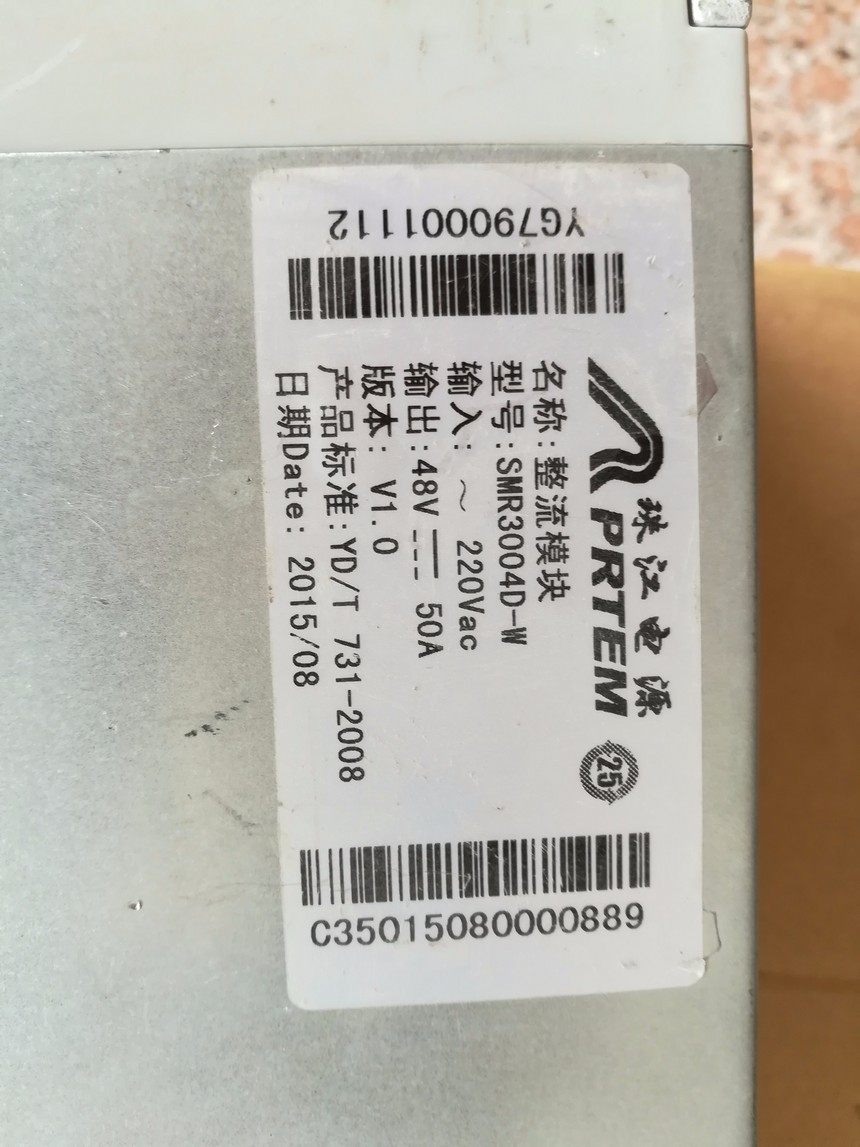 珠江电源
PRTEM
25
名称:整流模块
型号:SMR3004D-W
输入:~ 220Vac
输出:48V ⎓ 50A
版本: V1.0
产品标准:YD/T 731-2008
日期Date: 2015/08
YG790001112
C35015080000889